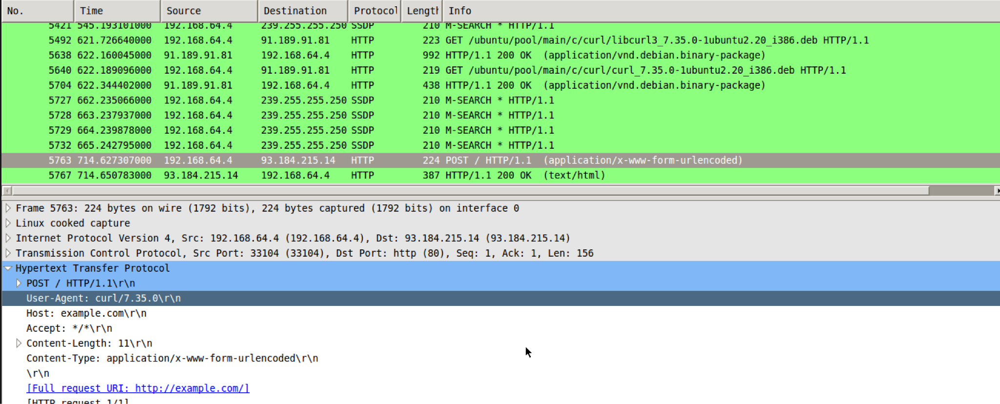 No. Time Source Destination Protocol Length Info
5421 545.193101000 192.168.64.4 239.255.255.250 SSDP 210 M-SEARCH * HTTP/1.1
5492 621.726640000 192.168.64.4 91.189.91.81 HTTP 223 GET /ubuntu/pool/main/c/curl/libcurl3_7.35.0-1ubuntu2.20_i386.deb HTTP/1.1
5638 622.160045000 91.189.91.81 192.168.64.4 HTTP 992 HTTP/1.1 200 OK  (application/vnd.debian.binary-package)
5640 622.189096000 192.168.64.4 91.189.91.81 HTTP 219 GET /ubuntu/pool/main/c/curl/curl_7.35.0-1ubuntu2.20_i386.deb HTTP/1.1
5704 622.344402000 91.189.91.81 192.168.64.4 HTTP 438 HTTP/1.1 200 OK  (application/vnd.debian.binary-package)
5727 662.235066000 192.168.64.4 239.255.255.250 SSDP 210 M-SEARCH * HTTP/1.1
5728 663.237937000 192.168.64.4 239.255.255.250 SSDP 210 M-SEARCH * HTTP/1.1
5729 664.239878000 192.168.64.4 239.255.255.250 SSDP 210 M-SEARCH * HTTP/1.1
5732 665.242795000 192.168.64.4 239.255.255.250 SSDP 210 M-SEARCH * HTTP/1.1
5763 714.627307000 192.168.64.4 93.184.215.14 HTTP 224 POST / HTTP/1.1  (application/x-www-form-urlencoded)
5767 714.650783000 93.184.215.14 192.168.64.4 HTTP 387 HTTP/1.1 200 OK  (text/html)
Frame 5763: 224 bytes on wire (1792 bits), 224 bytes captured (1792 bits) on interface 0
Linux cooked capture
Internet Protocol Version 4, Src: 192.168.64.4 (192.168.64.4), Dst: 93.184.215.14 (93.184.215.14)
Transmission Control Protocol, Src Port: 33104 (33104), Dst Port: http (80), Seq: 1, Ack: 1, Len: 156
Hypertext Transfer Protocol
POST / HTTP/1.1\r\n
User-Agent: curl/7.35.0\r\n
Host: example.com\r\n
Accept: */*\r\n
Content-Length: 11\r\n
Content-Type: application/x-www-form-urlencoded\r\n
\r\n
[Full request URI: http://example.com/]
[HTTP request 1/1]